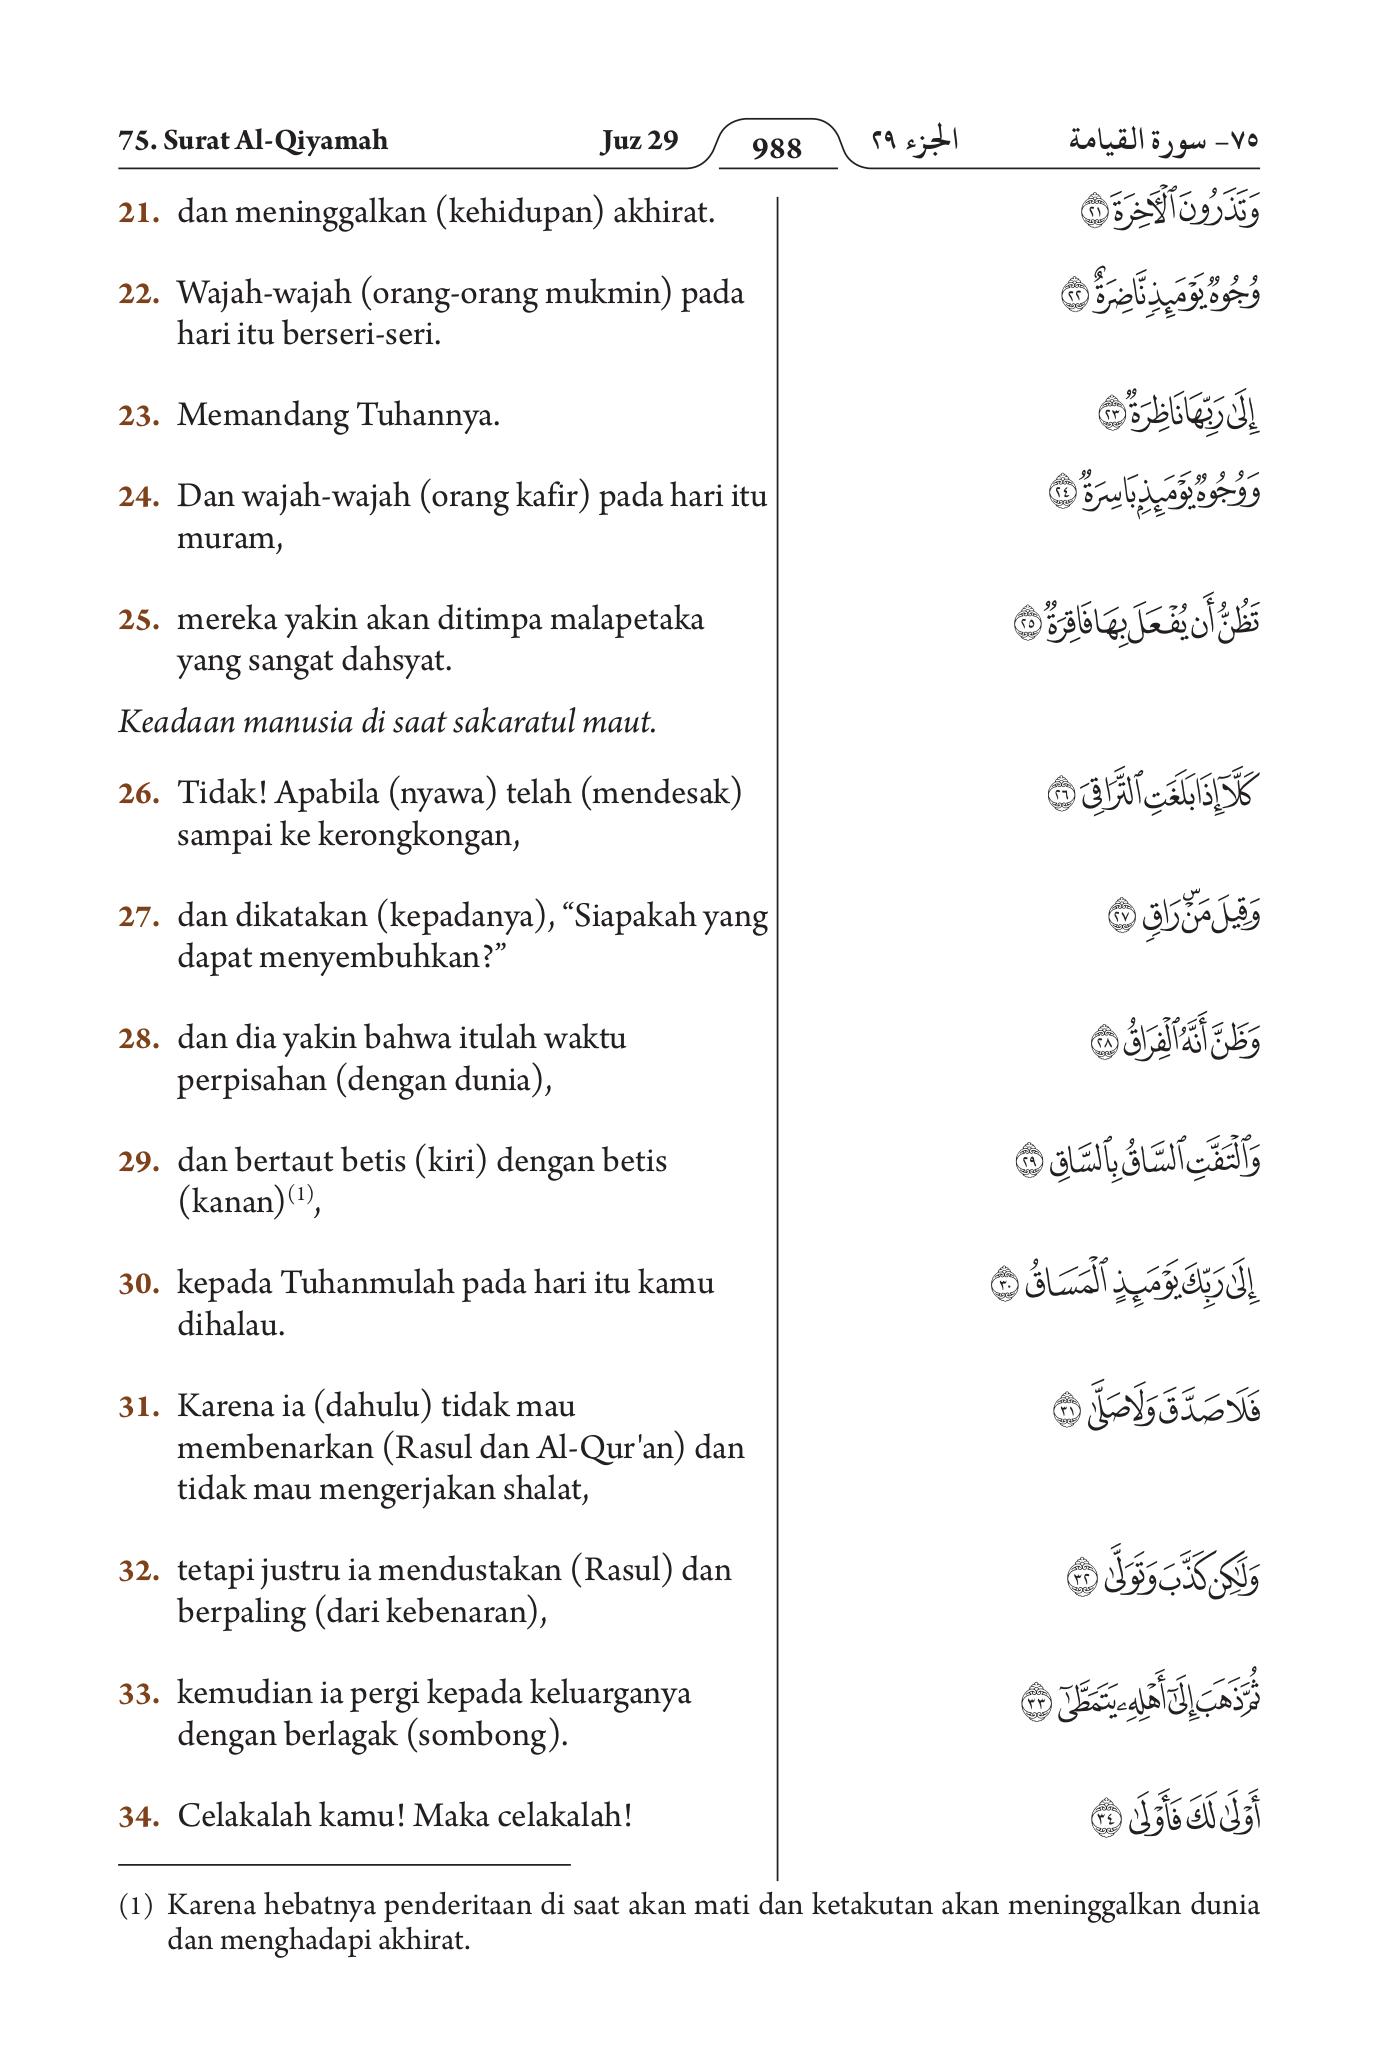 75. Surat Al-Qiyamah Juz 29 988 الجزء ٢٩ ٧٥- سورة القيامة
21. dan meninggalkan (kehidupan) akhirat.
وَتَذَرُونَ ٱلْأَخِرَةَ ٢١
22. Wajah-wajah (orang-orang mukmin) pada
hari itu berseri-seri.
وُجُوهٌ يَوْمَئِذٍ نَّاضِرَةٌ ٢٢
23. Memandang Tuhannya.
إِلَىٰ رَبِّهَا نَاظِرَةٌ ٢٣
24. Dan wajah-wajah (orang kafir) pada hari itu
muram,
وَوُجُوهٌ يَوْمَئِذٍۭ بَاسِرَةٌ ٢٤
25. mereka yakin akan ditimpa malapetaka
yang sangat dahsyat.
تَظُنُّ أَن يُفْعَلَ بِهَا فَاقِرَةٌ ٢٥
Keadaan manusia di saat sakaratul maut.
26. Tidak! Apabila (nyawa) telah (mendesak)
sampai ke kerongkongan,
كَلَّآ إِذَا بَلَغَتِ ٱلتَّرَاقِىَ ٢٦
27. dan dikatakan (kepadanya), “Siapakah yang
dapat menyembuhkan?”
وَقِيلَ مَنْۜ رَاقٍ ٢٧
28. dan dia yakin bahwa itulah waktu
perpisahan (dengan dunia),
وَظَنَّ أَنَّهُ ٱلْفِرَاقُ ٢٨
29. dan bertaut betis (kiri) dengan betis
(kanan)(1),
وَٱلْتَفَّتِ ٱلسَّاقُ بِٱلسَّاقِ ٢٩
30. kepada Tuhanmulah pada hari itu kamu
dihalau.
إِلَىٰ رَبِّكَ يَوْمَئِذٍ ٱلْمَسَاقُ ٣٠
31. Karena ia (dahulu) tidak mau
membenarkan (Rasul dan Al-Qur'an) dan
tidak mau mengerjakan shalat,
فَلَا صَدَّقَ وَلَا صَلَّىٰ ٣١
32. tetapi justru ia mendustakan (Rasul) dan
berpaling (dari kebenaran),
وَلَٰكِن كَذَّبَ وَتَوَلَّىٰ ٣٢
33. kemudian ia pergi kepada keluarganya
dengan berlagak (sombong).
ثُمَّ ذَهَبَ إِلَىٰٓ أَهْلِهِۦ يَتَمَطَّىٰٓ ٣٣
34. Celakalah kamu! Maka celakalah!
أَوْلَىٰ لَكَ فَأَوْلَىٰ ٣٤
(1) Karena hebatnya penderitaan di saat akan mati dan ketakutan akan meninggalkan dunia
dan menghadapi akhirat.